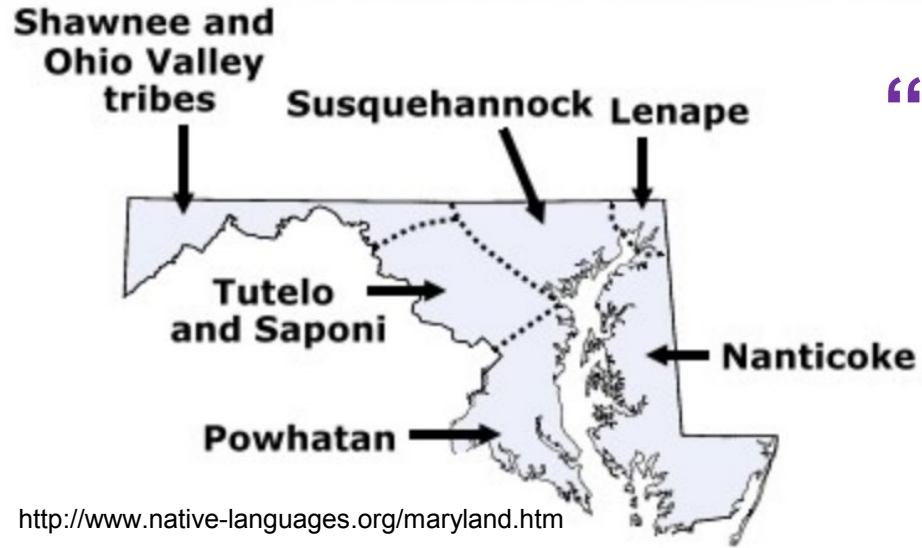 Shawnee and
Ohio Valley
tribes
Susquehannock
Lenape
“
Tutelo
and Saponi
Nanticoke
Powhatan
http://www.native-languages.org/maryland.htm